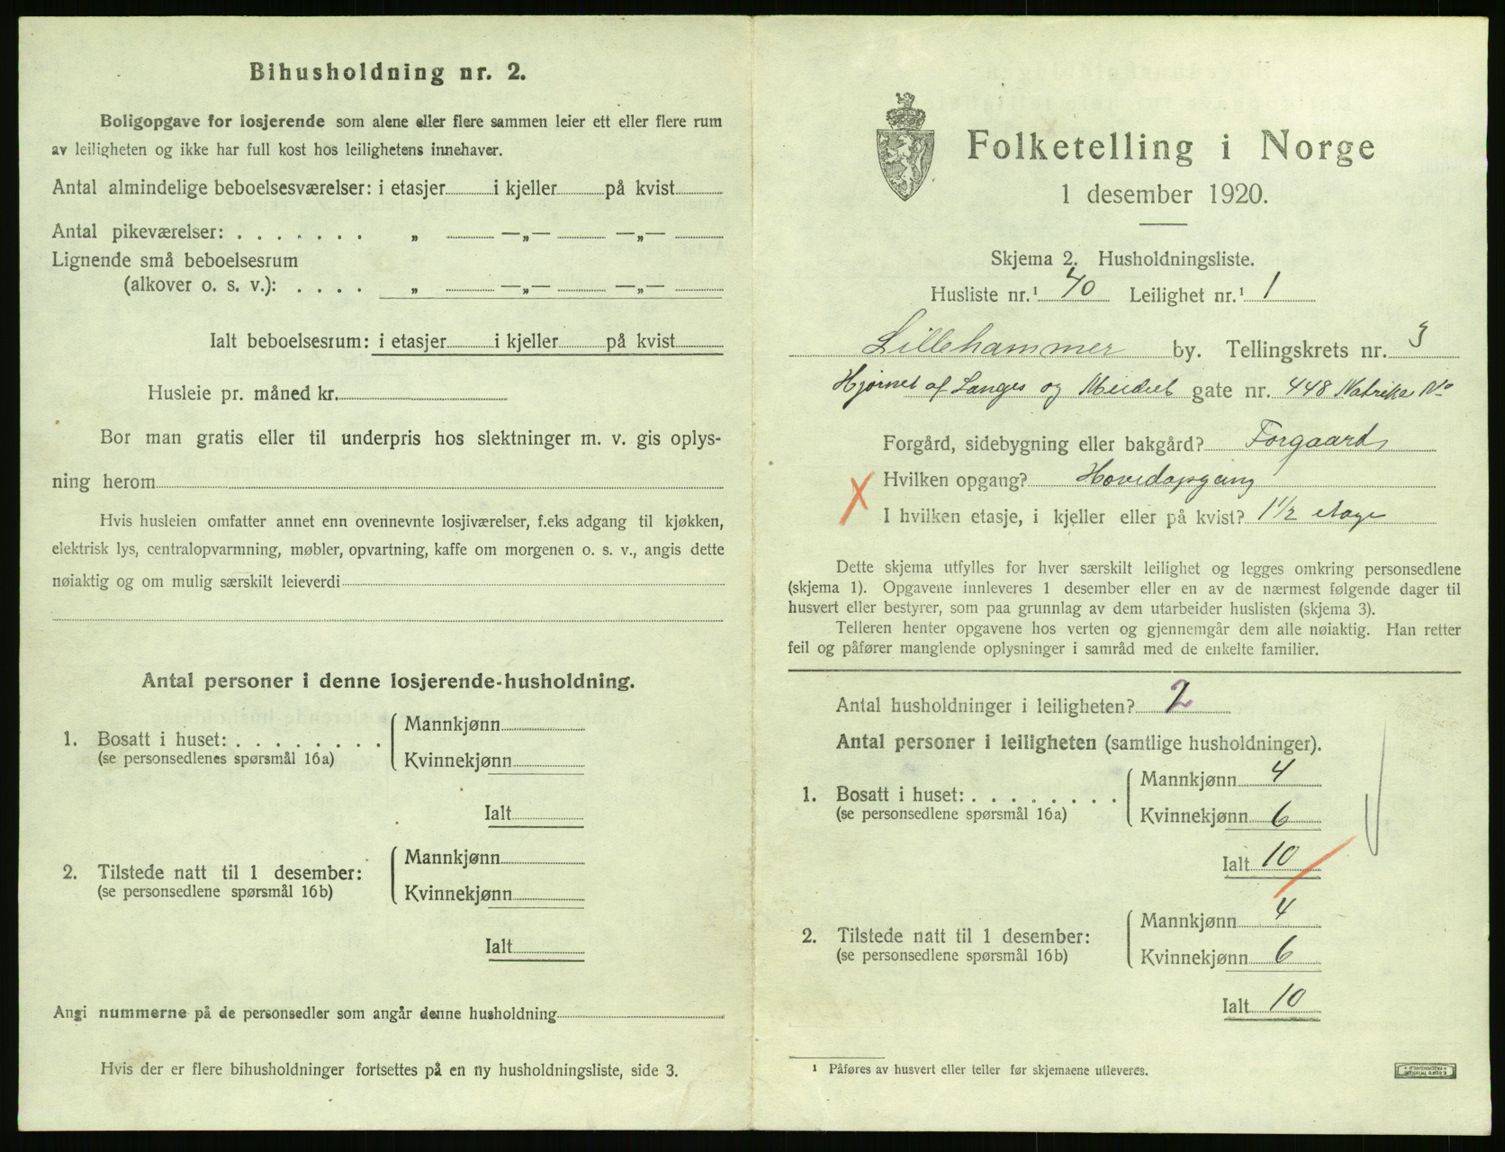 Bihusholdning nr. 2.
Boligopgave for losjerende som alene eller flere sammen leier ett eller flere rum
av leiligheten og ikke har full kost hos leilighetens innehaver.
Antal almindelige beboelsesværelser: i etasjer i kjeller på kvist
Antal pikeværelser: . . . . . . . „ —„— —„—
Lignende små beboelsesrum
(alkover o. s. v.): . . . . „ —„— —„—
Ialt beboelsesrum: i etasjer i kjeller på kvist
Husleie pr. måned kr.
Bor man gratis eller til underpris hos slektninger m. v. gis oplys-
ning herom
Hvis husleien omfatter annet enn ovennevnte losjiværelser, f.eks adgang til kjøkken,
elektrisk lys, centralopvarmning, møbler, opvartning, kaffe om morgenen o. s. v., angis dette
nøiaktig og om mulig særskilt leieverdi
Antal personer i denne losjerende-husholdning.
1. Bosatt i huset: . . . . . . . . Mannkjønn
(se personsedlenes spørsmål 16a) Kvinnekjønn
Ialt
2. Tilstede natt til 1 desember: Mannkjønn
(se personsedlene spørsmål 16b) Kvinnekjønn
Ialt
Angi nummerne på de personsedler som angår denne husholdning
Hvis der er flere bihusholdninger fortsettes på en ny husholdningsliste, side 3.
Folketelling i Norge
1 desember 1920.
Skjema 2. Husholdningsliste.
Husliste nr.¹ 40 Leilighet nr.¹ 1
Lillehammer by. Tellingskrets nr. 3
Hjørnet af Langes og gate nr. 448 Matrikel No
Forgård, sidebygning eller bakgård? Forgaard
Hvilken opgang? Hovedopgang
I hvilken etasje, i kjeller eller på kvist? 1 1/2 etage
Dette skjema utfylles for hver særskilt leilighet og legges omkring personsedlene
(skjema 1). Opgavene innleveres 1 desember eller en av de nærmest følgende dager til
husvert eller bestyrer, som paa grunnlag av dem utarbeider huslisten (skjema 3).
Telleren henter opgavene hos verten og gjennemgår dem alle nøiaktig. Han retter
feil og påfører manglende oplysninger i samråd med de enkelte familier.
Antal husholdninger i leiligheten? 2
Antal personer i leiligheten (samtlige husholdninger).
1. Bosatt i huset: . . . . . . . . Mannkjønn 4
(se personsedlene spørsmål 16a) Kvinnekjønn 6
Ialt 10
2. Tilstede natt til 1 desember: Mannkjønn 4
(se personsedlene spørsmål 16b) Kvinnekjønn 6
Ialt 10
¹ Påføres av husvert eller teller før skjemaene utleveres.